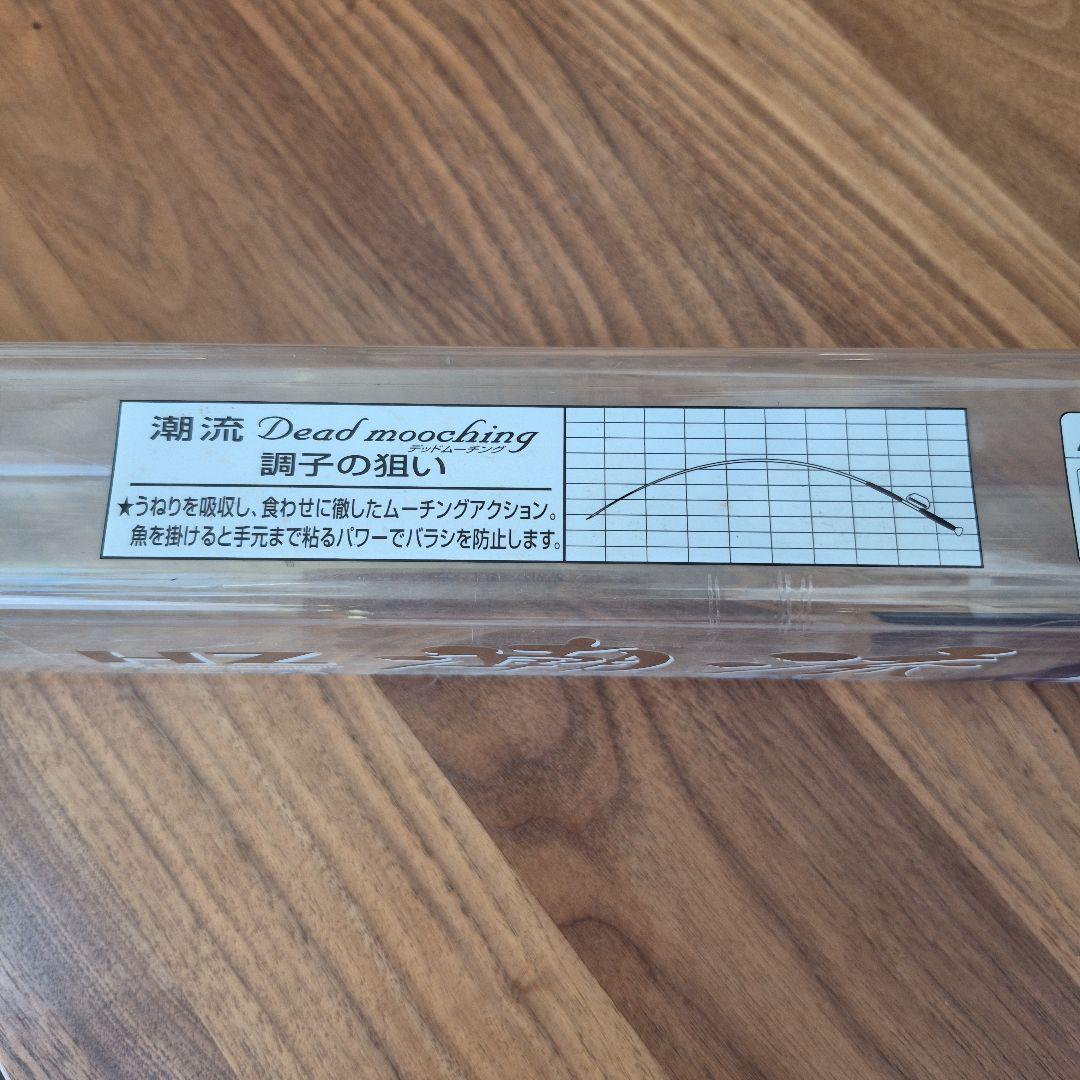 潮流 Dead mooching
デッドムーチング
調子の狙い
★うねりを吸収し、食わせに徹したムーチングアクション。
魚を掛けると手元まで粘るパワーでバラシを防止します。